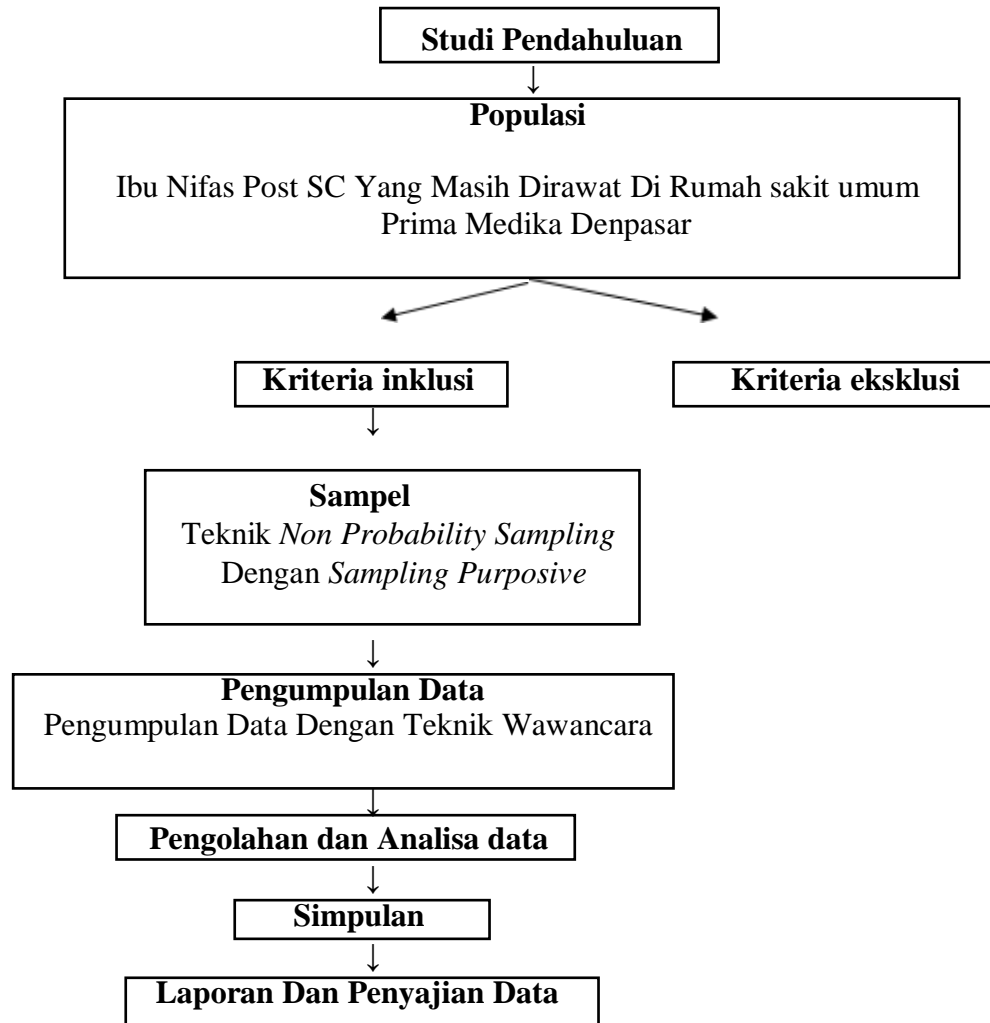 Studi Pendahuluan
↓
Populasi
Ibu Nifas Post SC Yang Masih Dirawat Di Rumah sakit umum
Prima Medika Denpasar
Kriteria inklusi
Kriteria eksklusi
↓
Sampel
Teknik Non Probability Sampling
Dengan Sampling Purposive
↓
Pengumpulan Data
Pengumpulan Data Dengan Teknik Wawancara
↓
Pengolahan dan Analisa data
↓
Simpulan
↓
Laporan Dan Penyajian Data